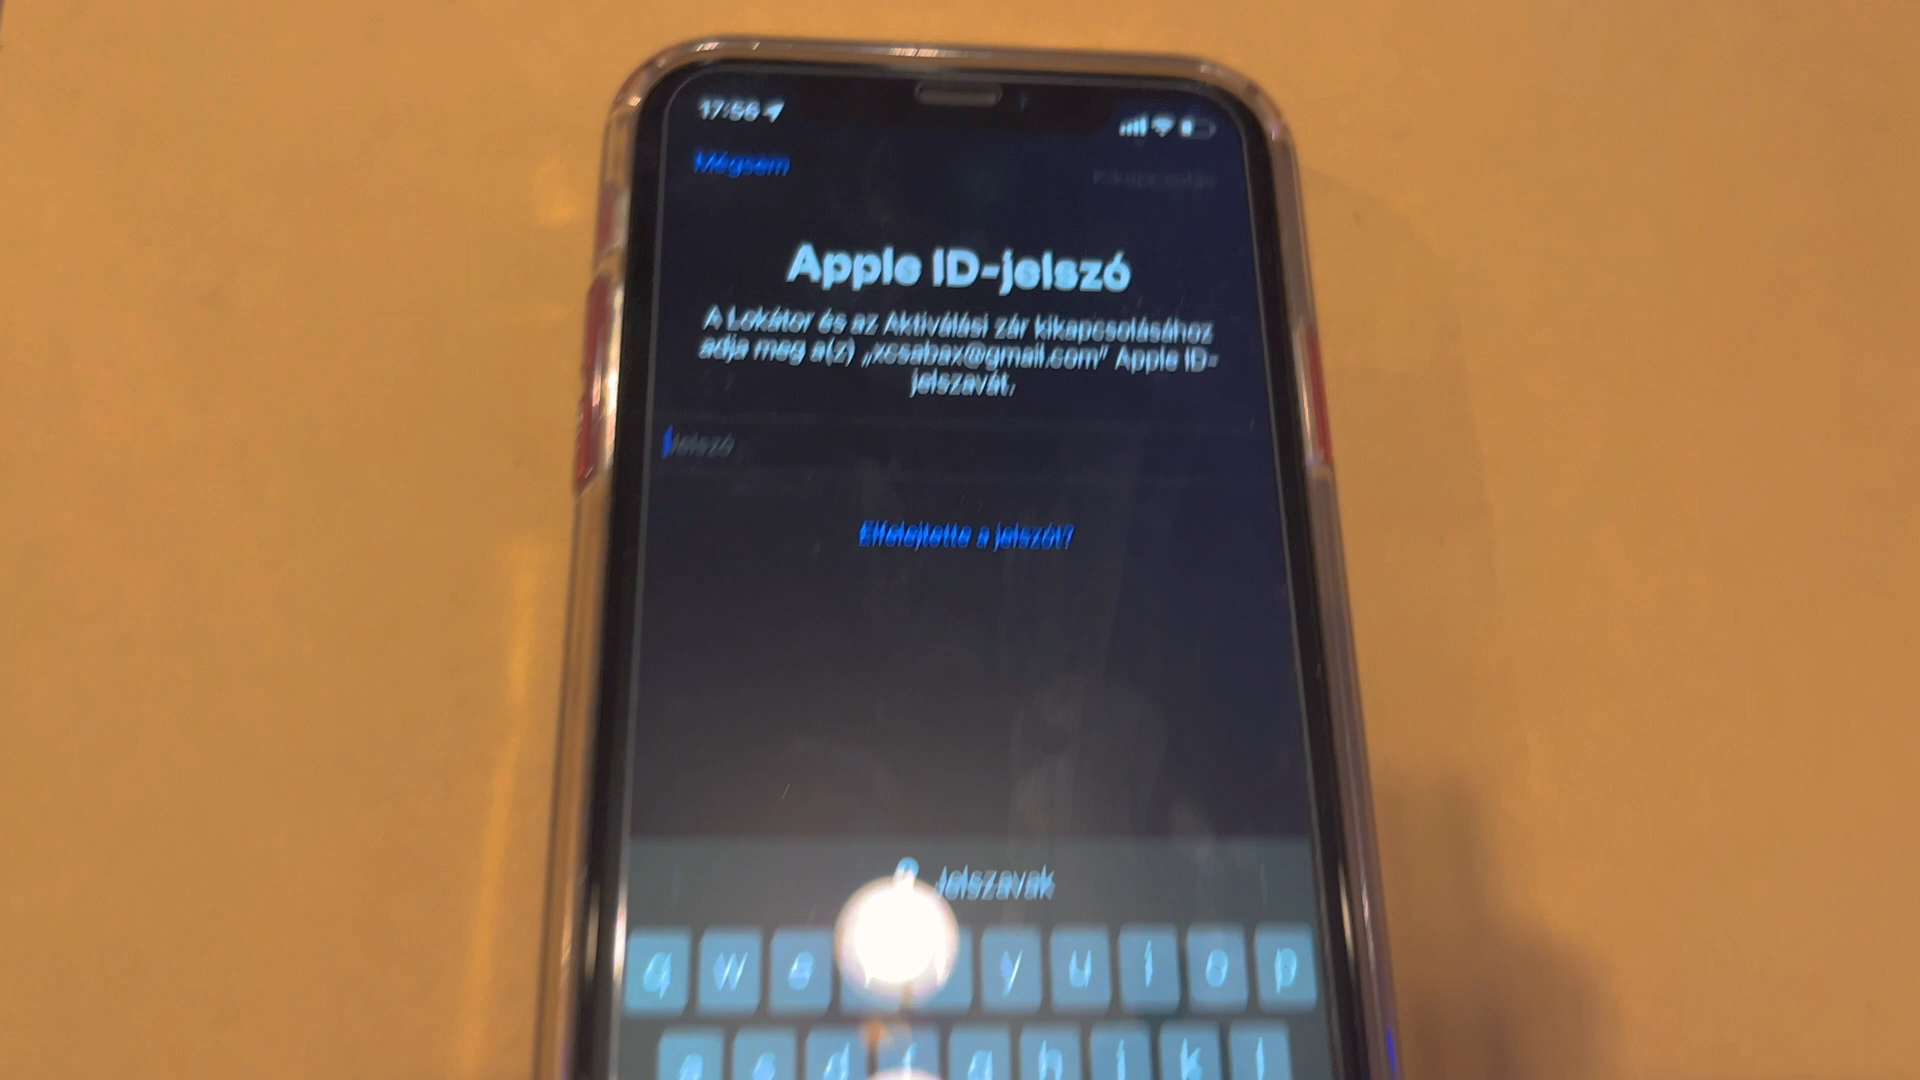 17:56
Mégsem
Kikapcsolás
Apple ID-jelszó
A Lokátor és az Aktiválási zár kikapcsolásához
adja meg a(z) „xcsabax@gmail.com" Apple ID-
jelszavát.
Jelszó
Elfelejtette a jelszót?
Jelszavak
q w e y u i o p
a s d f g h j k l